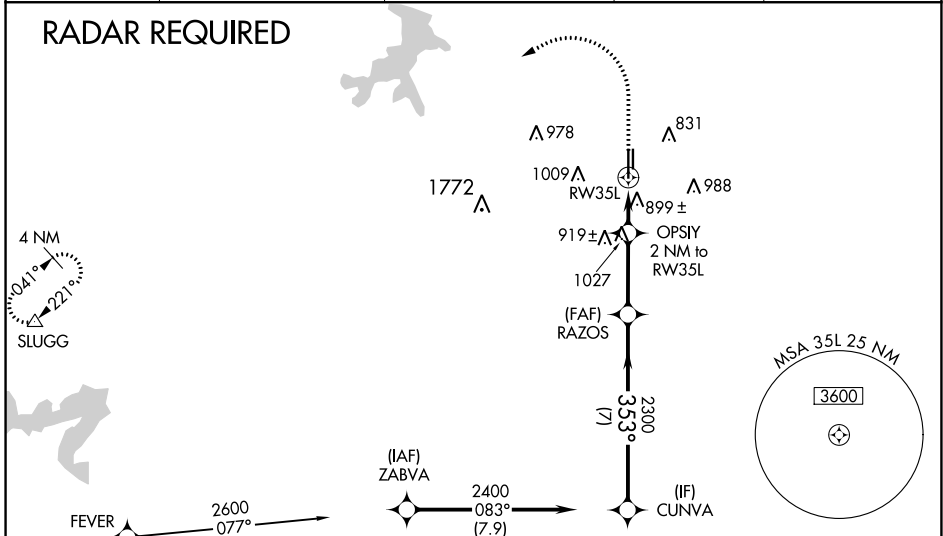 RADAR REQUIRED
978
831
1009
RW35L
1772
988
899 ±
4 NM
041°
221°
SLUGG
919±
OPSIY
2 NM to
RW35L
1027
(FAF)
RAZOS
MSA 35L 25 NM
3600
2300
353°
(7)
(IAF)
ZABVA
2400
083°
(7.9)
(IF)
CUNVA
FEVER
2600
077°